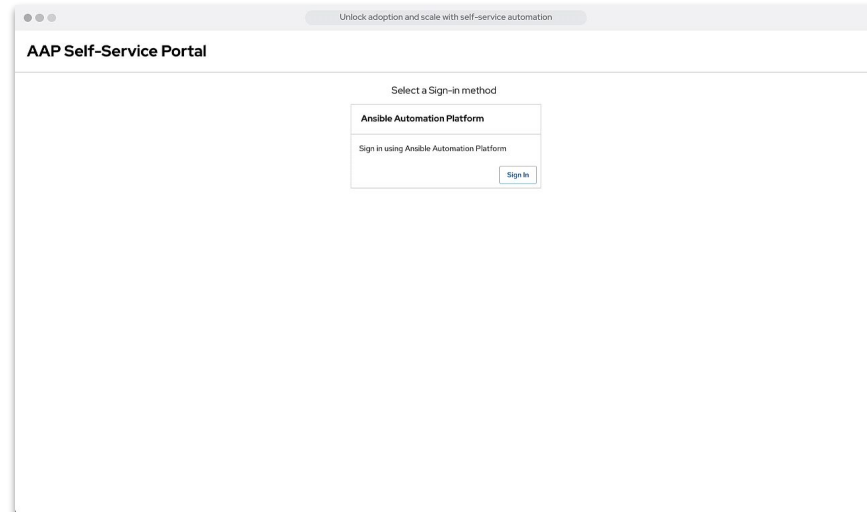 Unlock adoption and scale with self-service automation
AAP Self-Service Portal
Select a Sign-in method
Ansible Automation Platform
Sign in using Ansible Automation Platform
Sign In